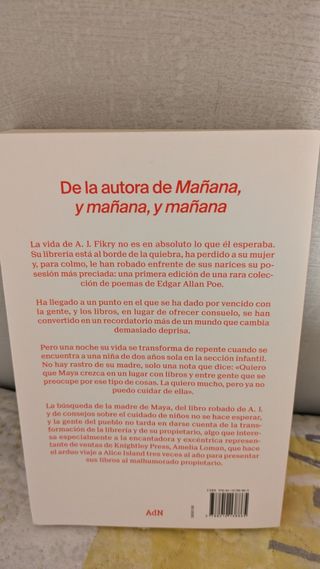 De la autora de Mañana,
y mañana, y mañana
La vida de A. J. Fikry no es en absoluto lo que él esperaba.
Su librería está al borde de la quiebra, ha perdido a su mujer
y, para colmo, le han robado enfrente de sus narices su po-
sesión más preciada: una primera edición de una rara colec-
ción de poemas de Edgar Allan Poe.
Ha llegado a un punto en el que se ha dado por vencido con
la gente, y los libros, en lugar de ofrecer consuelo, se han
convertido en un recordatorio más de un mundo que cambia
demasiado deprisa.
Pero una noche su vida se transforma de repente cuando se
encuentra a una niña de dos años sola en la sección infantil.
No hay rastro de su madre, solo una nota que dice: «Quiero
que Maya crezca en un lugar con libros y entre gente que se
preocupe por ese tipo de cosas. La quiero mucho, pero ya no
puedo cuidar de ella».
La búsqueda de la madre de Maya, del libro robado de A. J.
y de consejos sobre el cuidado de niños no se hace esperar,
y la gente del pueblo no tarda en darse cuenta de la trans-
formación de la librería y de su propietario, algo que intere-
sa especialmente a la encantadora y excéntrica represen-
tante de ventas de Knightley Press, Amelia Loman, que hace
el arduo viaje a Alice Island tres veces al año para presentar
sus libros al malhumorado propietario.
AdN